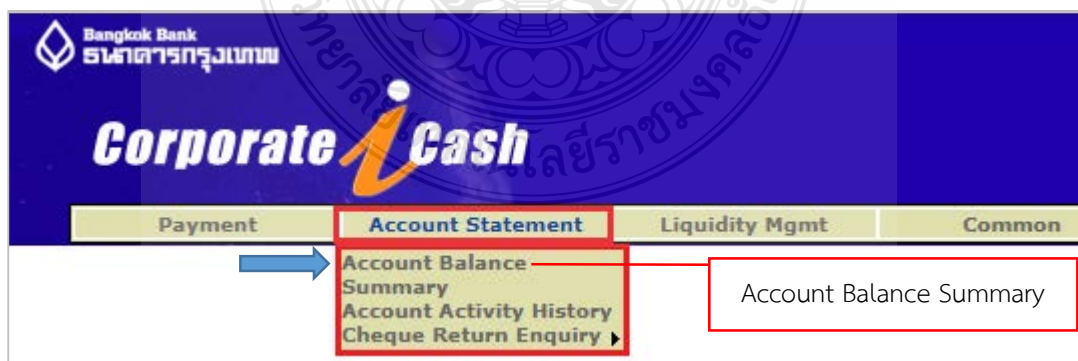 Bangkok Bank
ธนาคารกรุงเทพ
Corporate iCash
Payment Account Statement Liquidity Mgmt Common
Account Balance
Summary
Account Activity History
Cheque Return Enquiry
Account Balance Summary